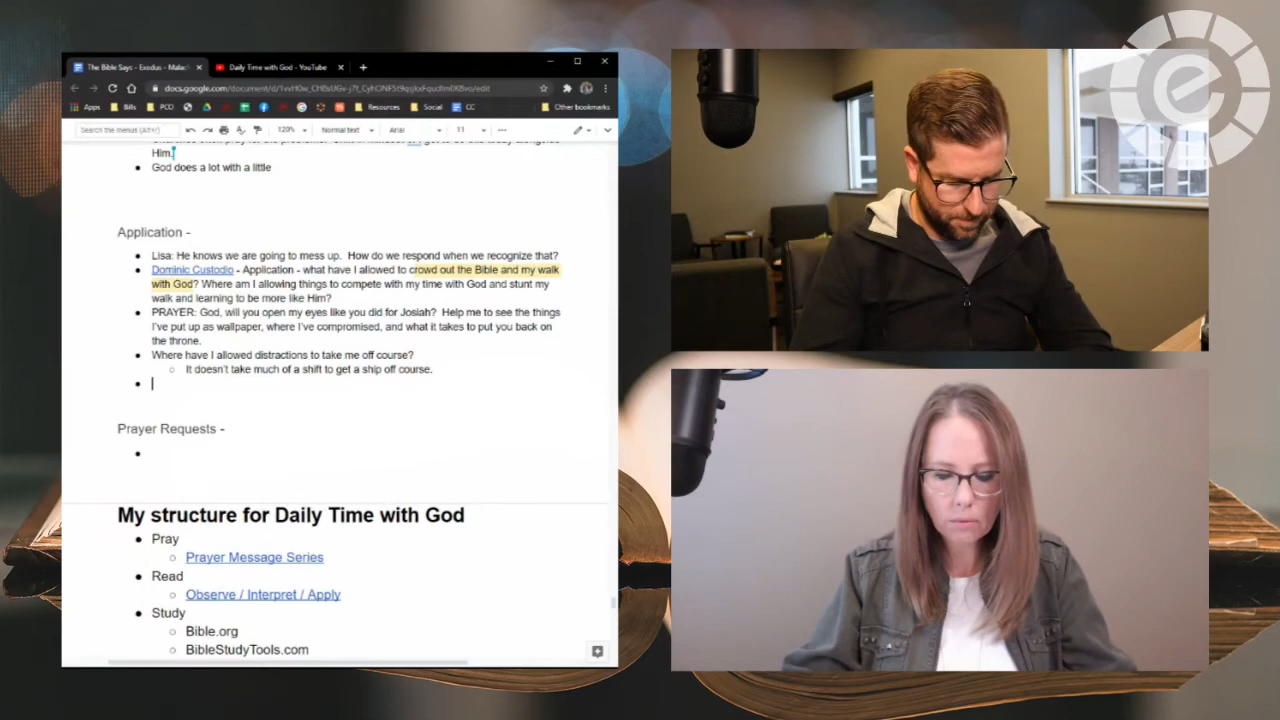 The Bible Says - Exodus - Malac
Daily Time with God - YouTube
Apps
Bills
PCO
Resources
Social
CC
Other bookmarks
Search the menus (Alt+/)
120%
Normal text
Arial
11
Him.
God does a lot with a little
Application -
Lisa: He knows we are going to mess up. How do we respond when we recognize that?
Dominic Custodio - Application - what have I allowed to crowd out the Bible and my walk
with God? Where am I allowing things to compete with my time with God and stunt my
walk and learning to be more like Him?
PRAYER: God, will you open my eyes like you did for Josiah? Help me to see the things
I've put up as wallpaper, where I've compromised, and what it takes to put you back on
the throne.
Where have I allowed distractions to take me off course?
It doesn't take much of a shift to get a ship off course.
Prayer Requests -
My structure for Daily Time with God
Pray
Prayer Message Series
Read
Observe / Interpret / Apply
Study
Bible.org
BibleStudyTools.com
e